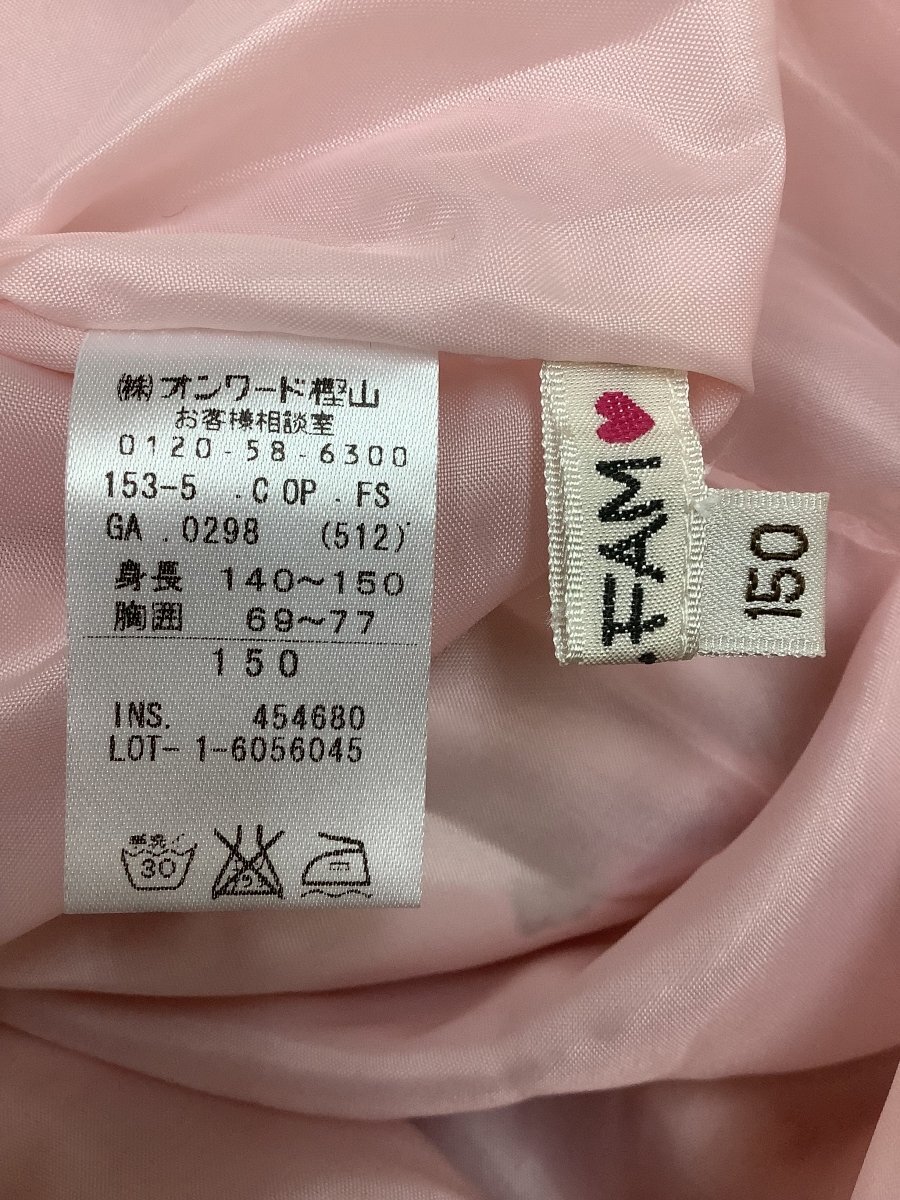 ㈱オンワード樫山
お客様相談室
0120-58-6300
153-5 .C OP . FS
GA .0298 (512)
身長 140～150
胸囲 69～77
150
INS. 454680
LOT- 1-6056045
30
.FAM
150